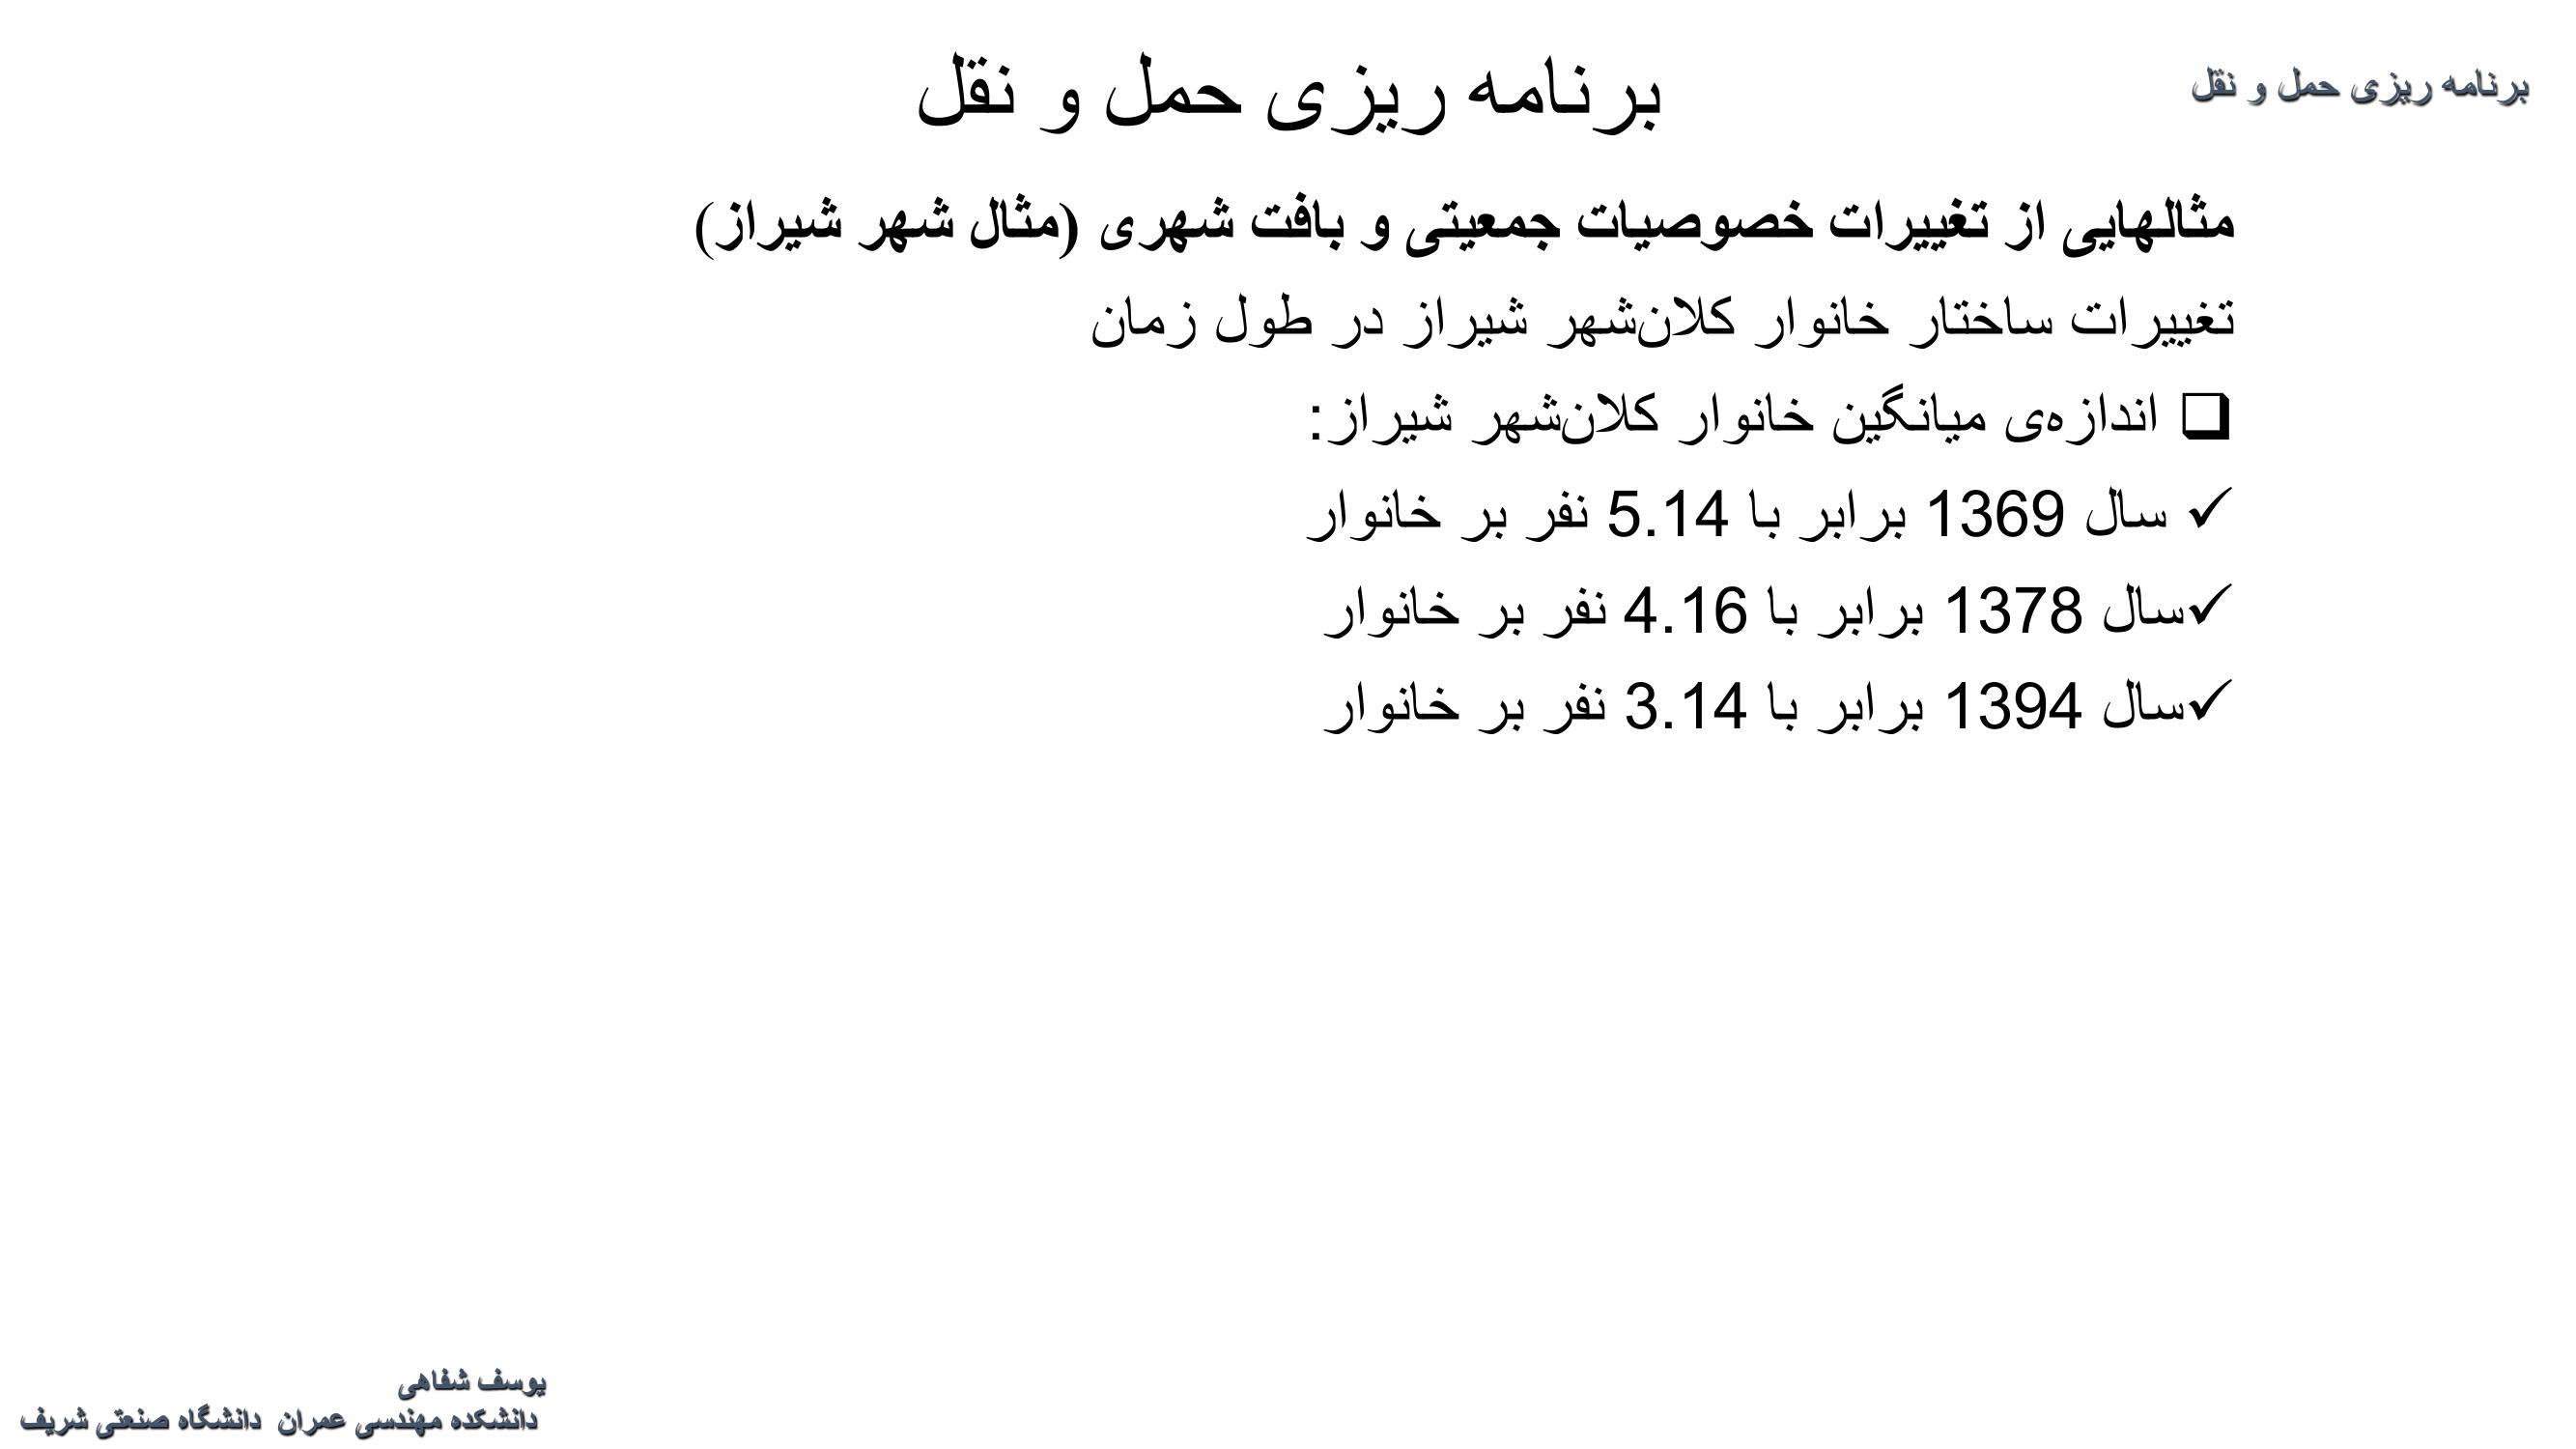 برنامه ریزی حمل و نقل
برنامه ریزی حمل و نقل
مثالهایی از تغییرات خصوصیات جمعیتی و بافت شهری (مثال شهر شیراز)
تغییرات ساختار خانوار کلان‌شهر شیراز در طول زمان
❑ اندازه‌ی میانگین خانوار کلان‌شهر شیراز:
✓ سال 1369 برابر با 5.14 نفر بر خانوار
✓سال 1378 برابر با 4.16 نفر بر خانوار
✓سال 1394 برابر با 3.14 نفر بر خانوار
یوسف شفاهی
دانشکده مهندسی عمران دانشگاه صنعتی شریف